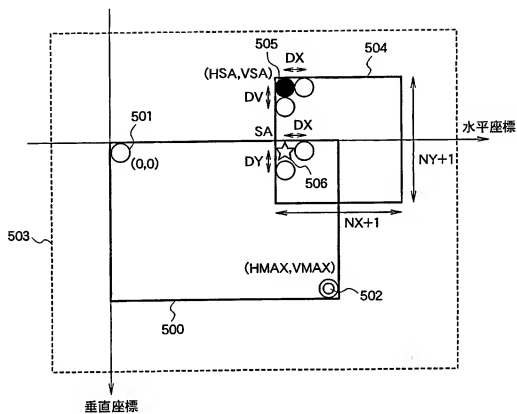 505
DX
504
(HSA,VSA)
DV
501
SA
DX
水平座標
(0,0)
DY
506
NY+1
503
NX+1
(HMAX,VMAX)
502
500
垂直座標